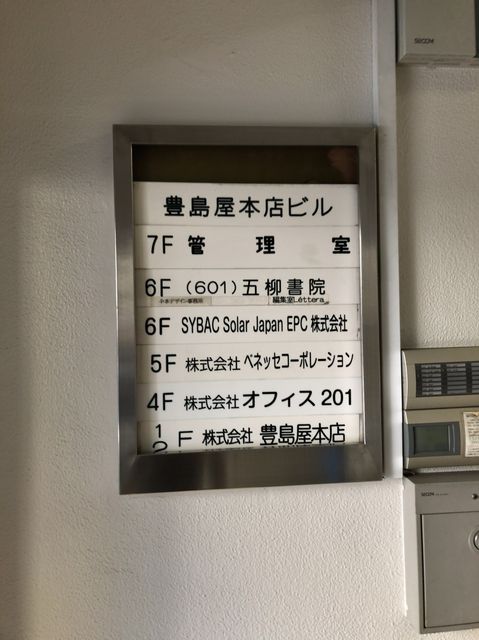 SECOM
豊島屋本店ビル
7F 管理室
6F (601)五柳書院
編集室Léttera
6F SYBAC Solar Japan EPC 株式会社
5F 株式会社 ベネッセコーポレーション
4F 株式会社 オフィス 201
1 2 F 株式会社 豊島屋本店
SECOM